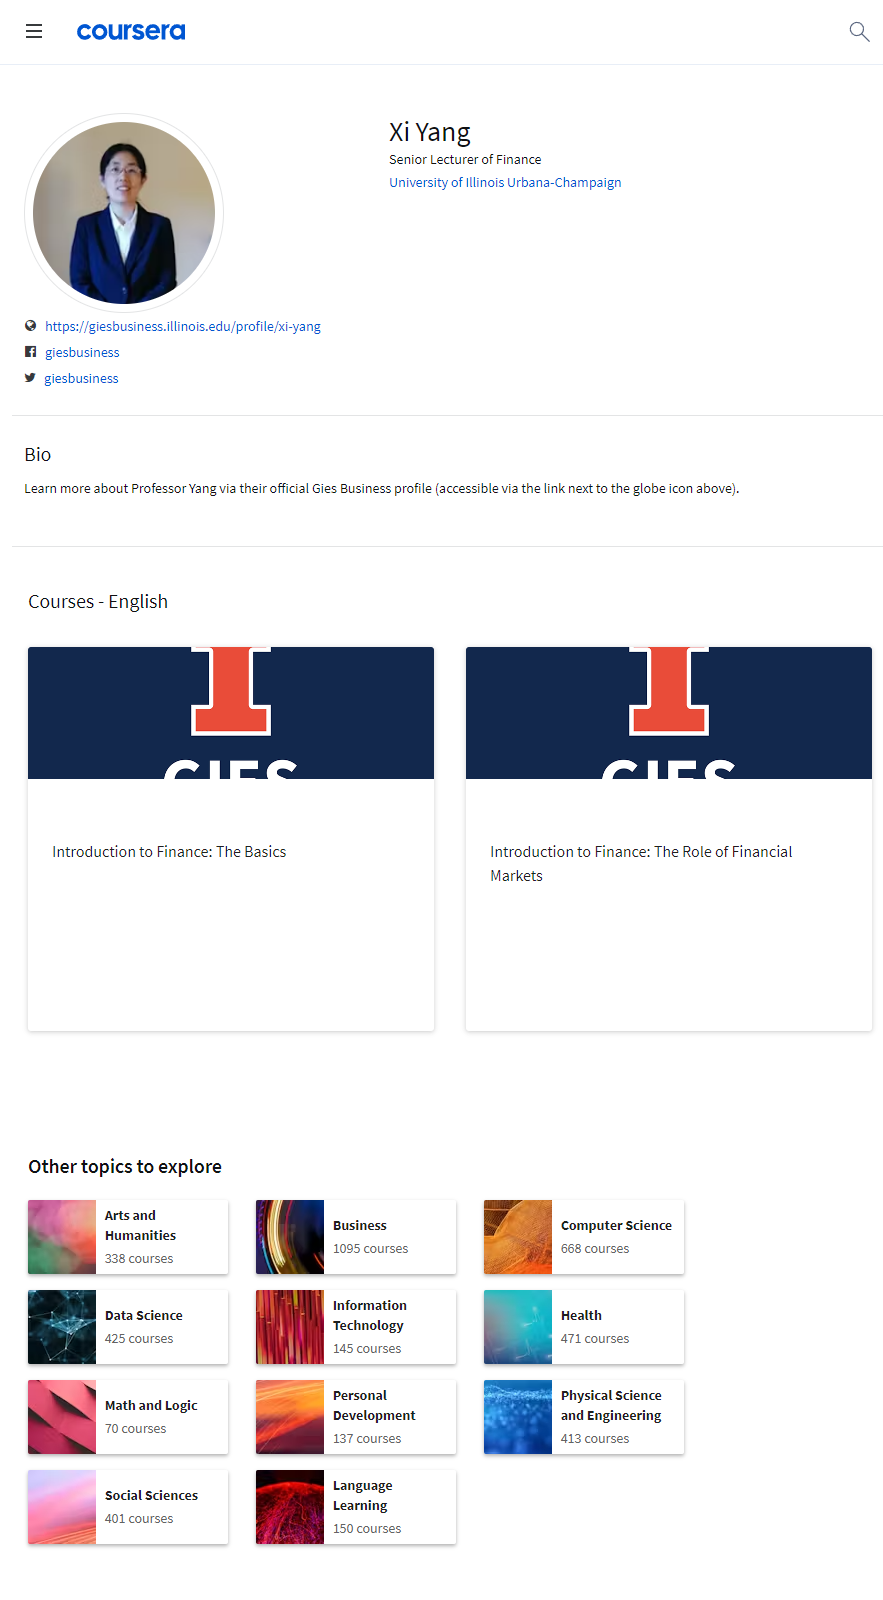 coursera
Xi Yang
Senior Lecturer of Finance
University of Illinois Urbana-Champaign
https://giesbusiness.illinois.edu/profile/xi-yang
giesbusiness
giesbusiness
Bio
Learn more about Professor Yang via their official Gies Business profile (accessible via the link next to the globe icon above).
Courses - English
I
GIES
Introduction to Finance: The Basics
I
GIES
Introduction to Finance: The Role of Financial
Markets
Other topics to explore
Arts and
Humanities
338 courses
Business
1095 courses
Computer Science
668 courses
Data Science
425 courses
Information
Technology
145 courses
Health
471 courses
Math and Logic
70 courses
Personal
Development
137 courses
Physical Science
and Engineering
413 courses
Social Sciences
401 courses
Language
Learning
150 courses